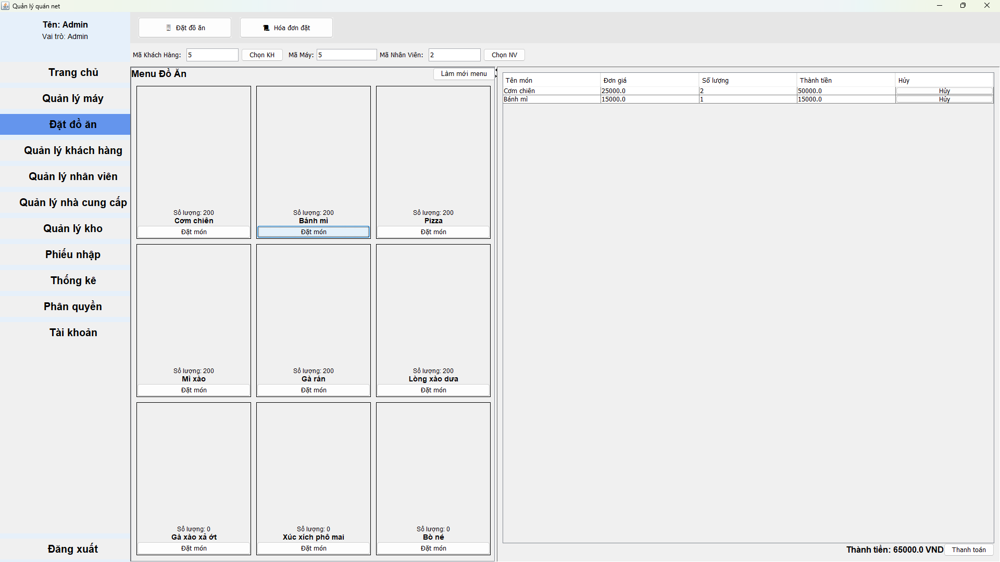 Quản lý quán net
Tên: Admin
Vai trò: Admin
Trang chủ
Quản lý máy
Đặt đồ ăn
Quản lý khách hàng
Quản lý nhân viên
Quản lý nhà cung cấp
Quản lý kho
Phiếu nhập
Thống kê
Phân quyền
Tài khoản
Đăng xuất
Đặt đồ ăn Hóa đơn đặt
Mã Khách Hàng: 5 Chọn KH Mã Máy: 5 Mã Nhân Viên: 2 Chọn NV
Menu Đồ Ăn Làm mới menu
Số lượng: 200 Số lượng: 200 Số lượng: 200
Cơm chiên Bánh mì Pizza
Đặt món Đặt món Đặt món
Số lượng: 200 Số lượng: 200 Số lượng: 200
Mì xào Gà rán Lòng xào dưa
Đặt món Đặt món Đặt món
Số lượng: 0 Số lượng: 0 Số lượng: 0
Gà xào xả ớt Xúc xích phô mai Bò né
Đặt món Đặt món Đặt món
Tên món Đơn giá Số lượng Thành tiền Hủy
Cơm chiên 25000.0 2 50000.0 Hủy
Bánh mì 15000.0 1 15000.0 Hủy
Thành tiền: 65000.0 VND Thanh toán